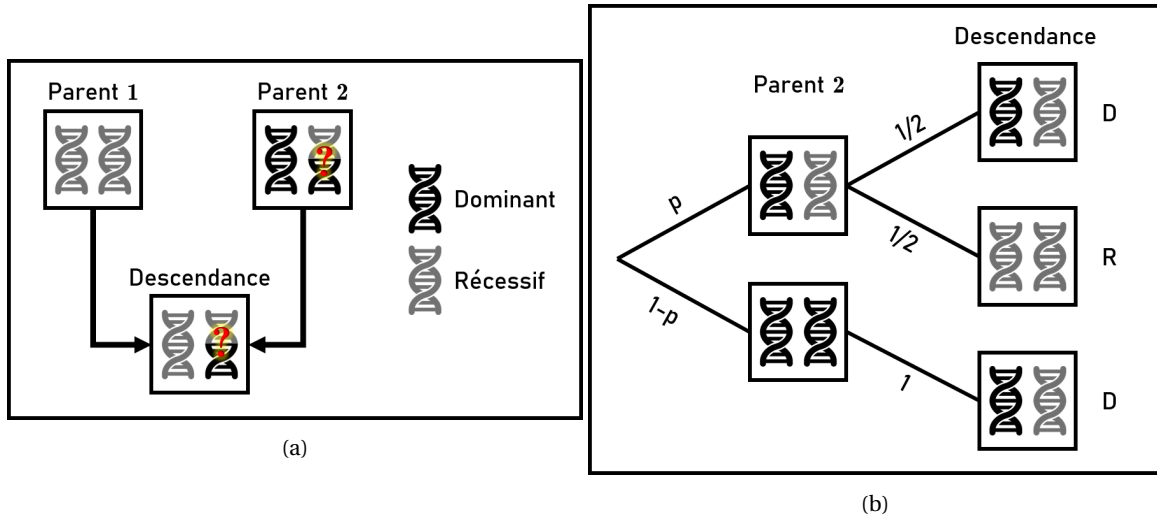 Parent 1
Parent 2
?
Dominant
Récessif
Descendance
?
(a)
Descendance
Parent 2
D
1/2
p
1/2
R
1-p
1
D
(b)